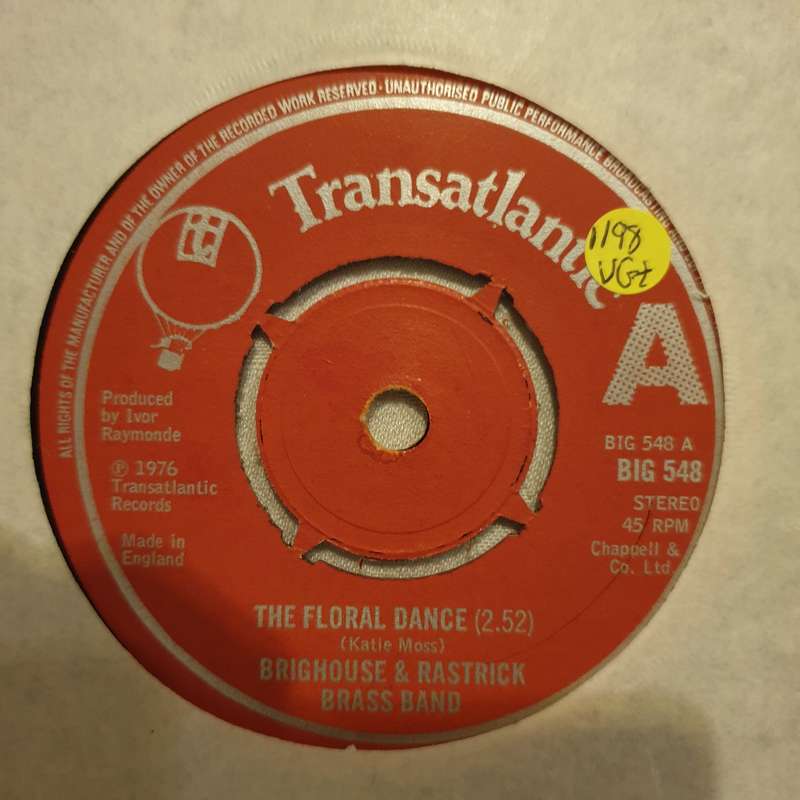 ALL RIGHTS OF THE MANUFACTURER AND OF THE OWNER OF THE RECORDED WORK RESERVED · UNAUTHORISED PUBLIC PERFORMANCE BROADCASTING AND
Transatlantic
1198
VG+
A
Produced
by Ivor
Raymonde
℗ 1976
Transatlantic
Records
Made in
England
BIG 548 A
BIG 548
STEREO
45 RPM
Chappell &
Co. Ltd
THE FLORAL DANCE (2.52)
(Katie Moss)
BRIGHOUSE & RASTRICK
BRASS BAND